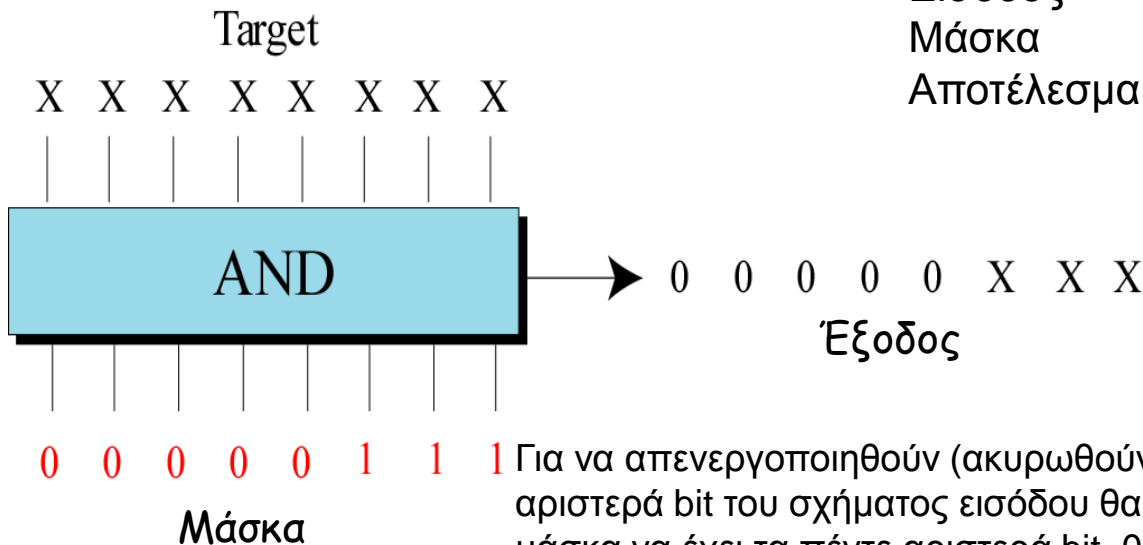 Target
Μάσκα
Αποτέλεσμα
X X X X X X X X
AND
0 0 0 0 0 X X X
Έξοδος
0 0 0 0 0 1 1 1
Μάσκα
Για να απενεργοποιηθούν (ακυρωθούν
αριστερά bit του σχήματος εισόδου θα